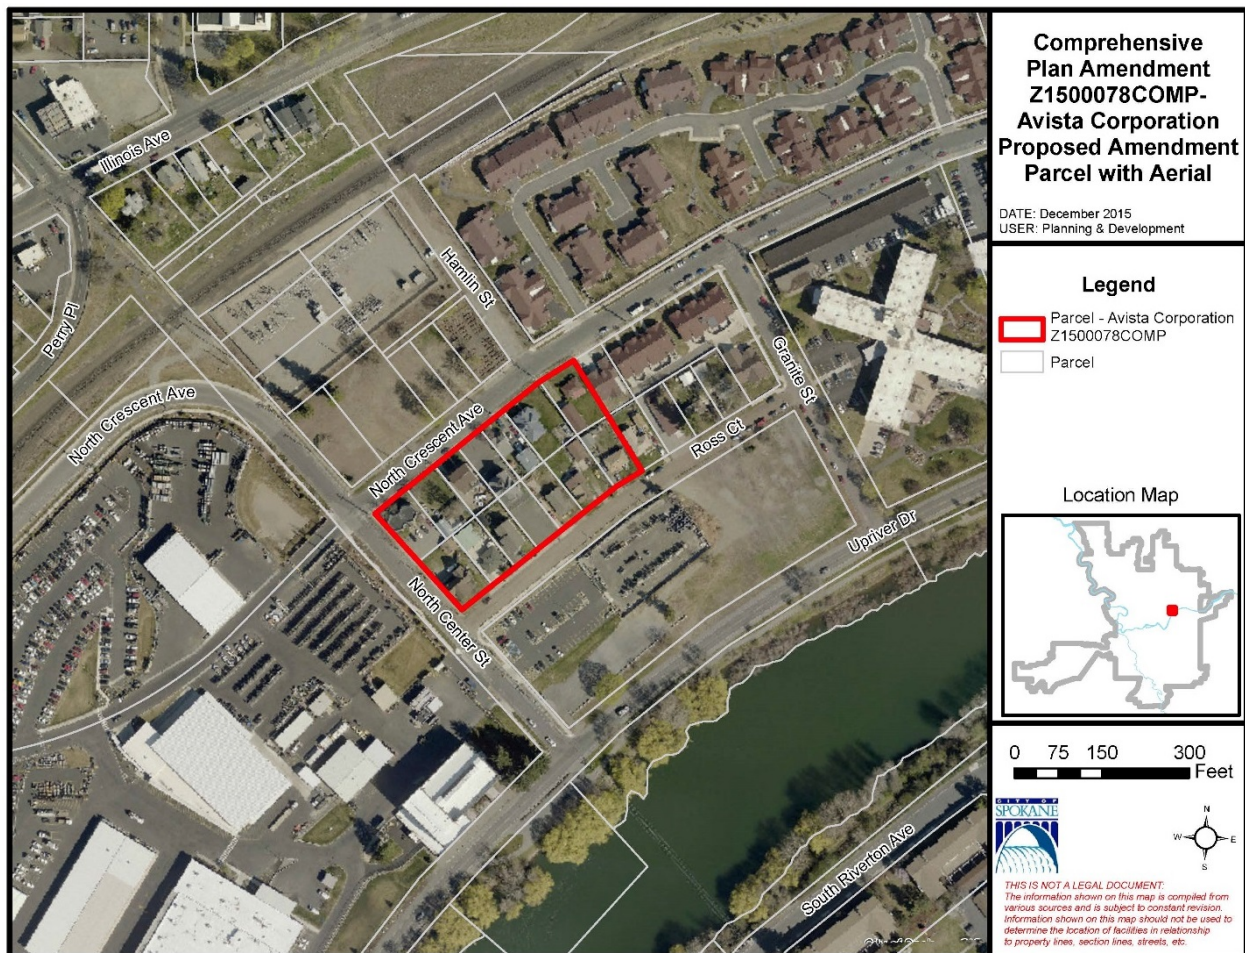 Comprehensive
Plan Amendment
Z1500078COMP-
Avista Corporation
Proposed Amendment
Parcel with Aerial
DATE: December 2015
USER: Planning & Development
Legend
Parcel - Avista Corporation
Z1500078COMP
Parcel
Location Map
0 75 150 300
Feet
CITY OF
SPOKANE
N
W E
S
THIS IS NOT A LEGAL DOCUMENT:
The information shown on this map is compiled from
various sources and is subject to constant revision.
Information shown on this map should not be used to
determine the location of facilities in relationship
to property lines, section lines, streets, etc.
Illinois Ave
Perry Pl
Hamlin St
North Crescent Ave
North Crescent Ave
Granite St
Ross Ct
Upriver Dr
North Center St
South Riverton Ave